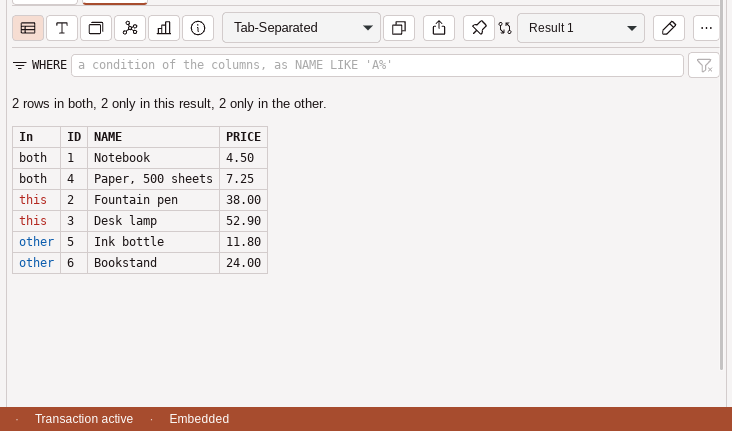 Tab-Separated Result 1
WHERE a condition of the columns, as NAME LIKE 'A%'
2 rows in both, 2 only in this result, 2 only in the other.
In ID NAME PRICE
both 1 Notebook 4.50
both 4 Paper, 500 sheets 7.25
this 2 Fountain pen 38.00
this 3 Desk lamp 52.90
other 5 Ink bottle 11.80
other 6 Bookstand 24.00
· Transaction active · Embedded